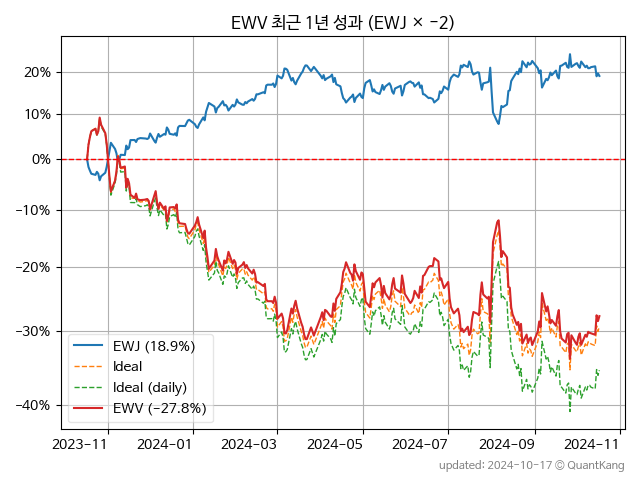 EWV 최근 1년 성과 (EWJ × −2)
20%
10%
0%
−10%
−20%
−30%
−40%
EWJ (18.9%)
Ideal
Ideal (daily)
EWV (−27.8%)
2023-11
2024-01
2024-03
2024-05
2024-07
2024-09
2024-11
updated: 2024-10-17 © QuantKang